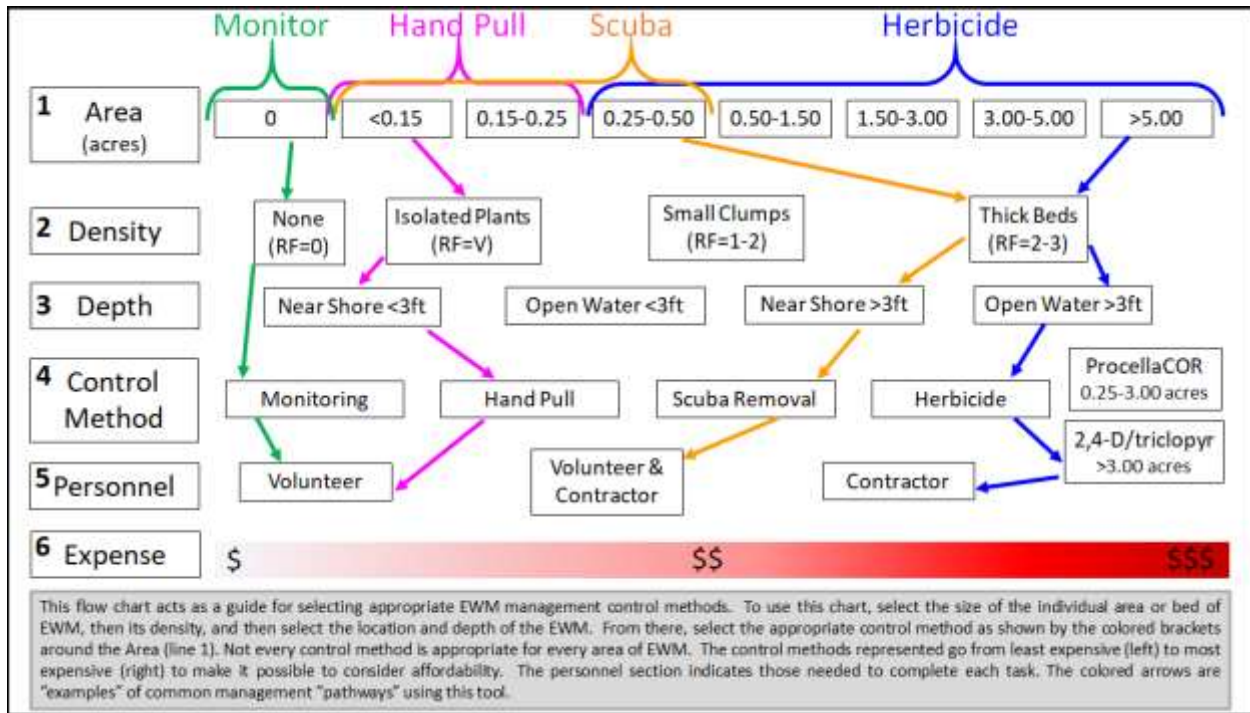 Monitor Hand Pull Scuba Herbicide
1 Area (acres)
0 <0.15 0.15-0.25 0.25-0.50 0.50-1.50 1.50-3.00 3.00-5.00 >5.00
2 Density
None (RF=0)
Isolated Plants (RF=V)
Small Clumps (RF=1-2)
Thick Beds (RF=2-3)
3 Depth
Near Shore <3ft
Open Water <3ft
Near Shore >3ft
Open Water >3ft
4 Control Method
Monitoring
Hand Pull
Scuba Removal
Herbicide
ProcellaCOR
0.25-3.00 acres
2,4-D/triclopyr
>3.00 acres
5 Personnel
Volunteer
Volunteer & Contractor
Contractor
6 Expense
$ $$ $$$
This flow chart acts as a guide for selecting appropriate EWM management control methods. To use this chart, select the size of the individual area or bed of
EWM, then its density, and then select the location and depth of the EWM. From there, select the appropriate control method as shown by the colored brackets
around the Area (line 1). Not every control method is appropriate for every area of EWM. The control methods represented go from least expensive (left) to most
expensive (right) to make it possible to consider affordability. The personnel section indicates those needed to complete each task. The colored arrows are
"examples" of common management "pathways" using this tool.